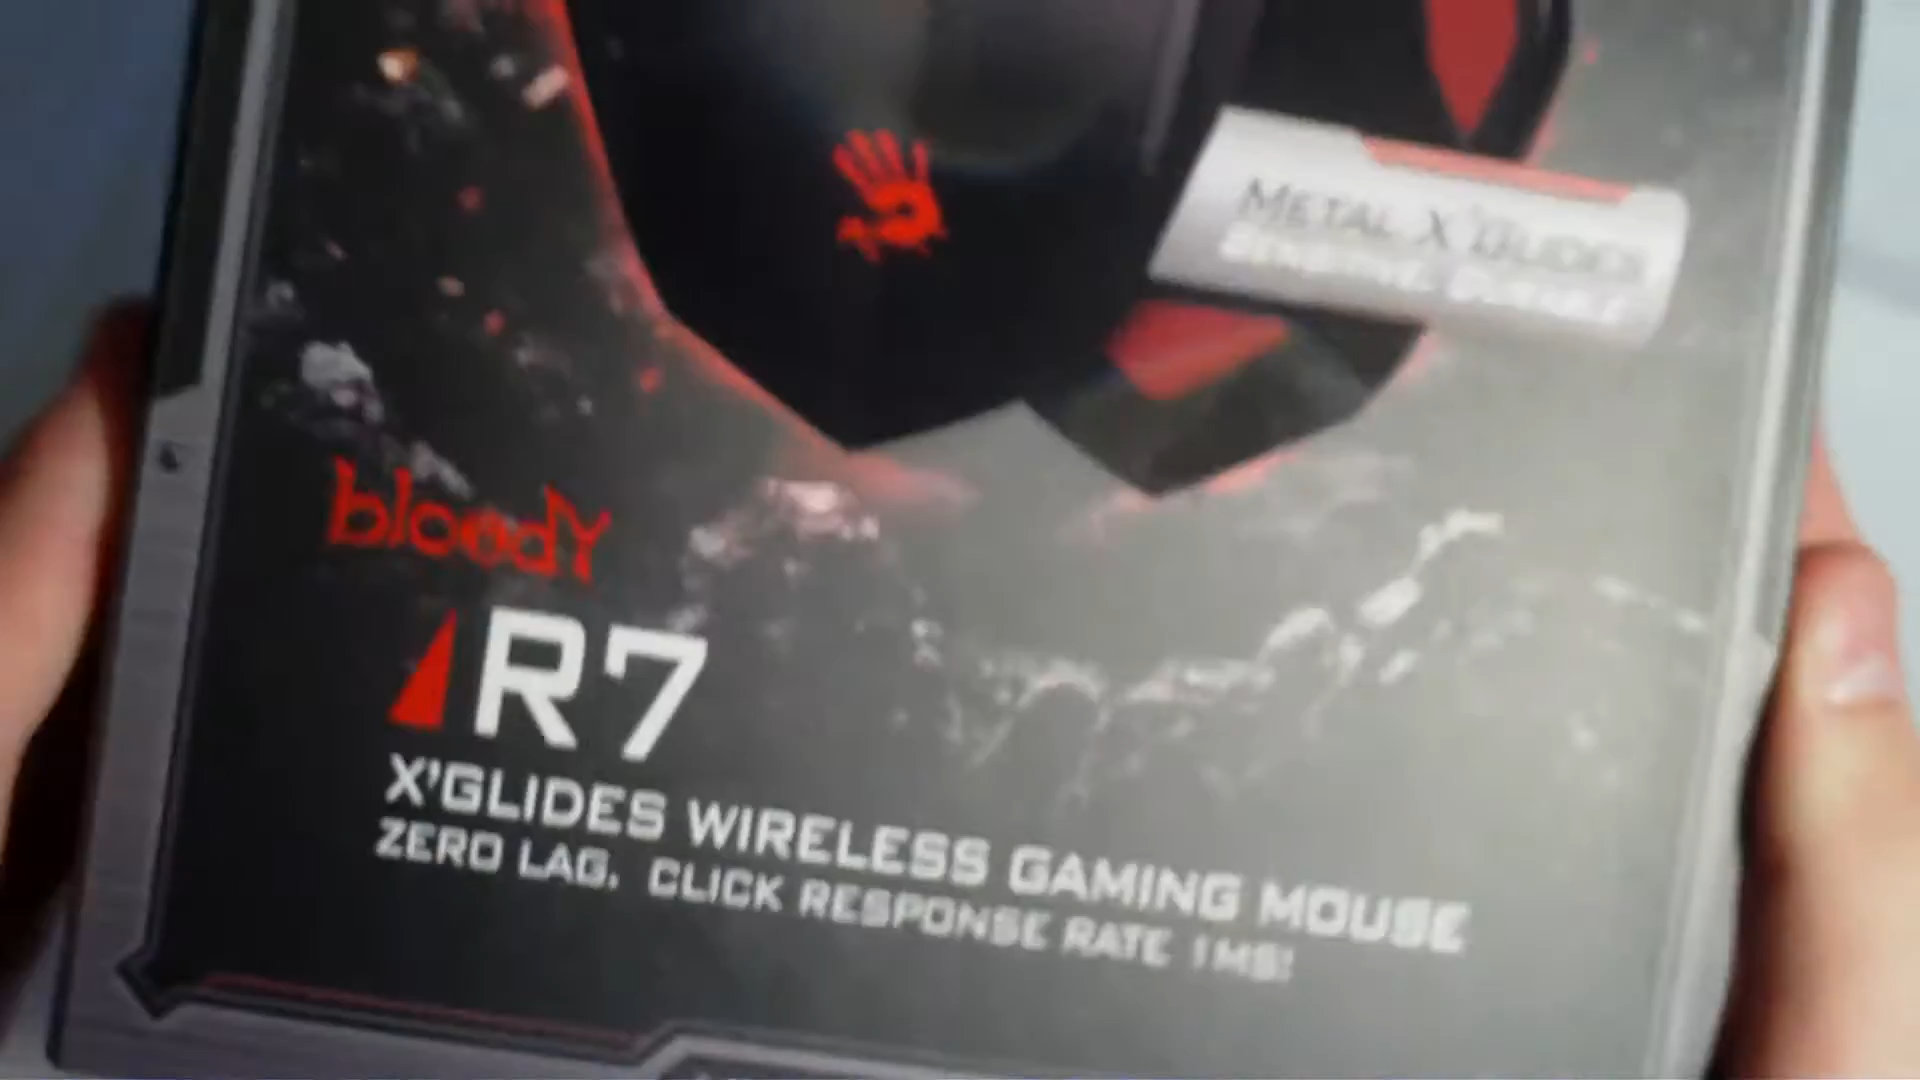 METAL X'GLIDES
bloody
R7
X'GLIDES WIRELESS GAMING MOUSE
ZERO LAG. CLICK RESPONSE RATE 1MS!